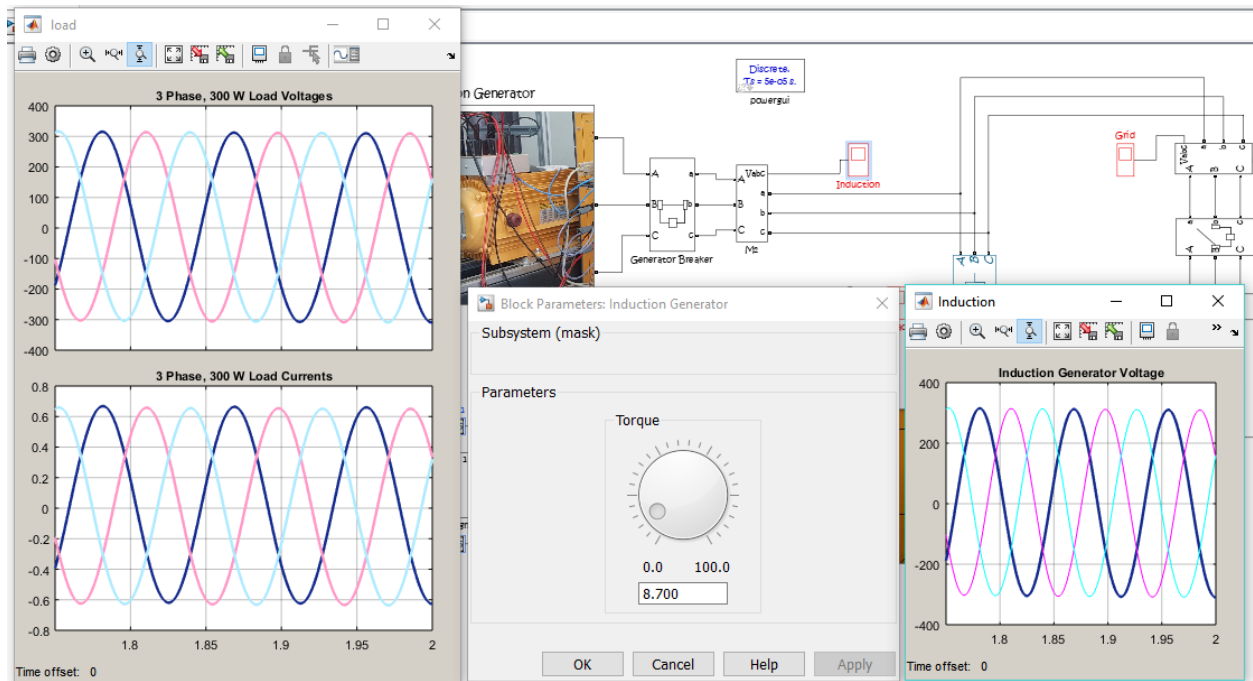 load
3 Phase, 300 W Load Voltages
400
300
200
100
0
-100
-200
-300
-400
3 Phase, 300 W Load Currents
0.8
0.6
0.4
0.2
0
-0.2
-0.4
-0.6
-0.8
1.8
1.85
1.9
1.95
2
Time offset: 0
on Generator
Discrete,
Ts = 5e-05 s.
powergui
A
B
C
a
b
c
Generator Breaker
A
B
C
Vabc
a
b
c
Induction
Grid
Vabc
a
b
c
A
B
C
a
b
c
A
B
C
A
B
C
Block Parameters: Induction Generator
Subsystem (mask)
Parameters
Torque
0.0
100.0
8.700
OK
Cancel
Help
Apply
Induction
»
Induction Generator Voltage
400
200
0
-200
-400
1.8
1.85
1.9
1.95
2
Time offset: 0